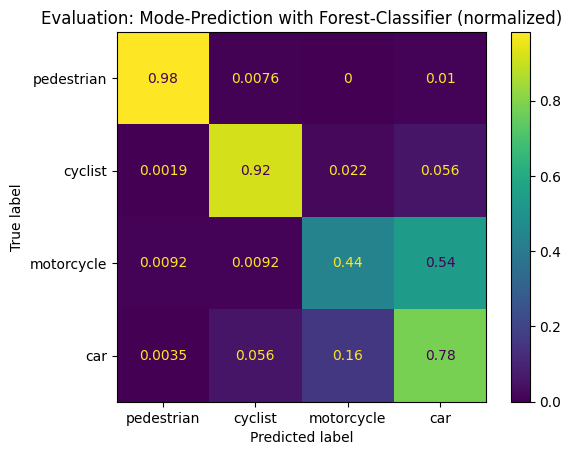 Evaluation: Mode-Prediction with Forest-Classifier (normalized)
True label
pedestrian 0.98 0.0076 0 0.01
cyclist 0.0019 0.92 0.022 0.056
motorcycle 0.0092 0.0092 0.44 0.54
car 0.0035 0.056 0.16 0.78
pedestrian cyclist motorcycle car
Predicted label
0.8
0.6
0.4
0.2
0.0